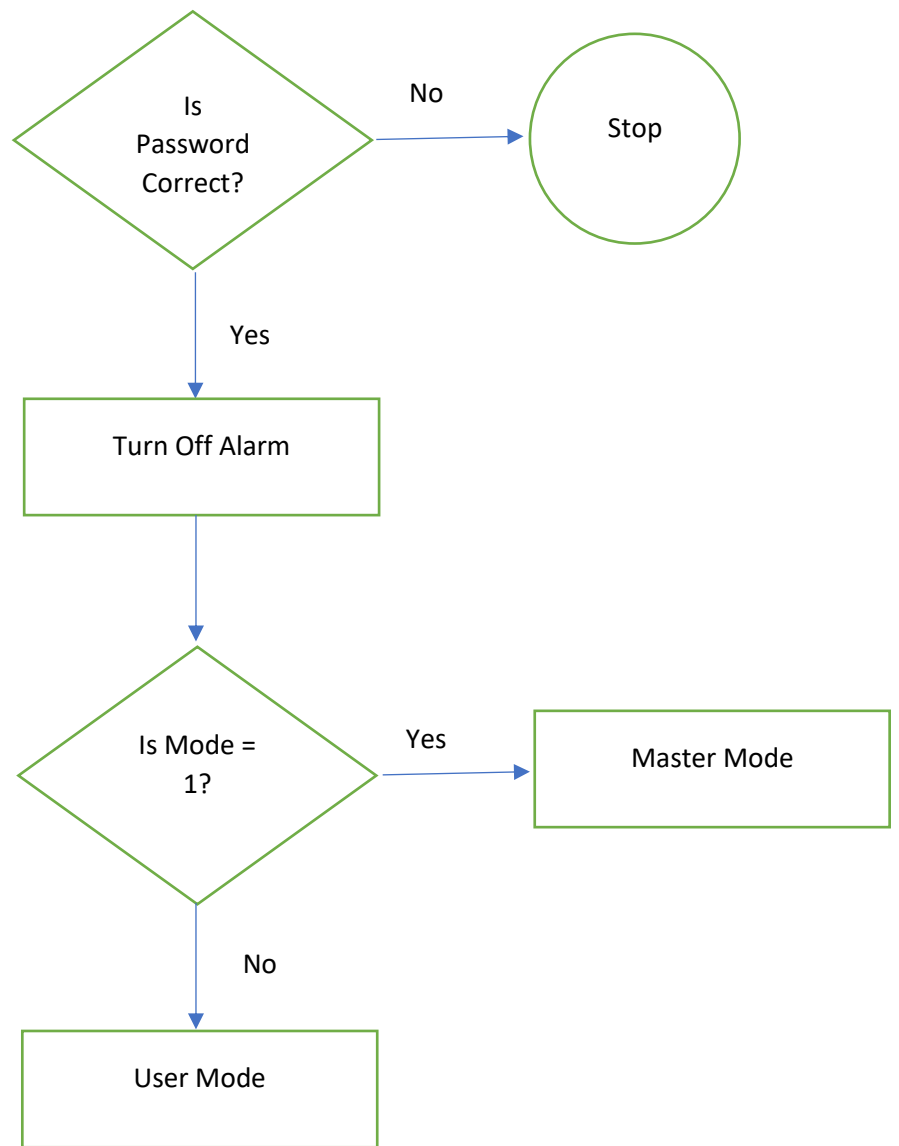 Is
Password
Correct?
No
Stop
Yes
Turn Off Alarm
Is Mode =
1?
Yes
Master Mode
No
User Mode